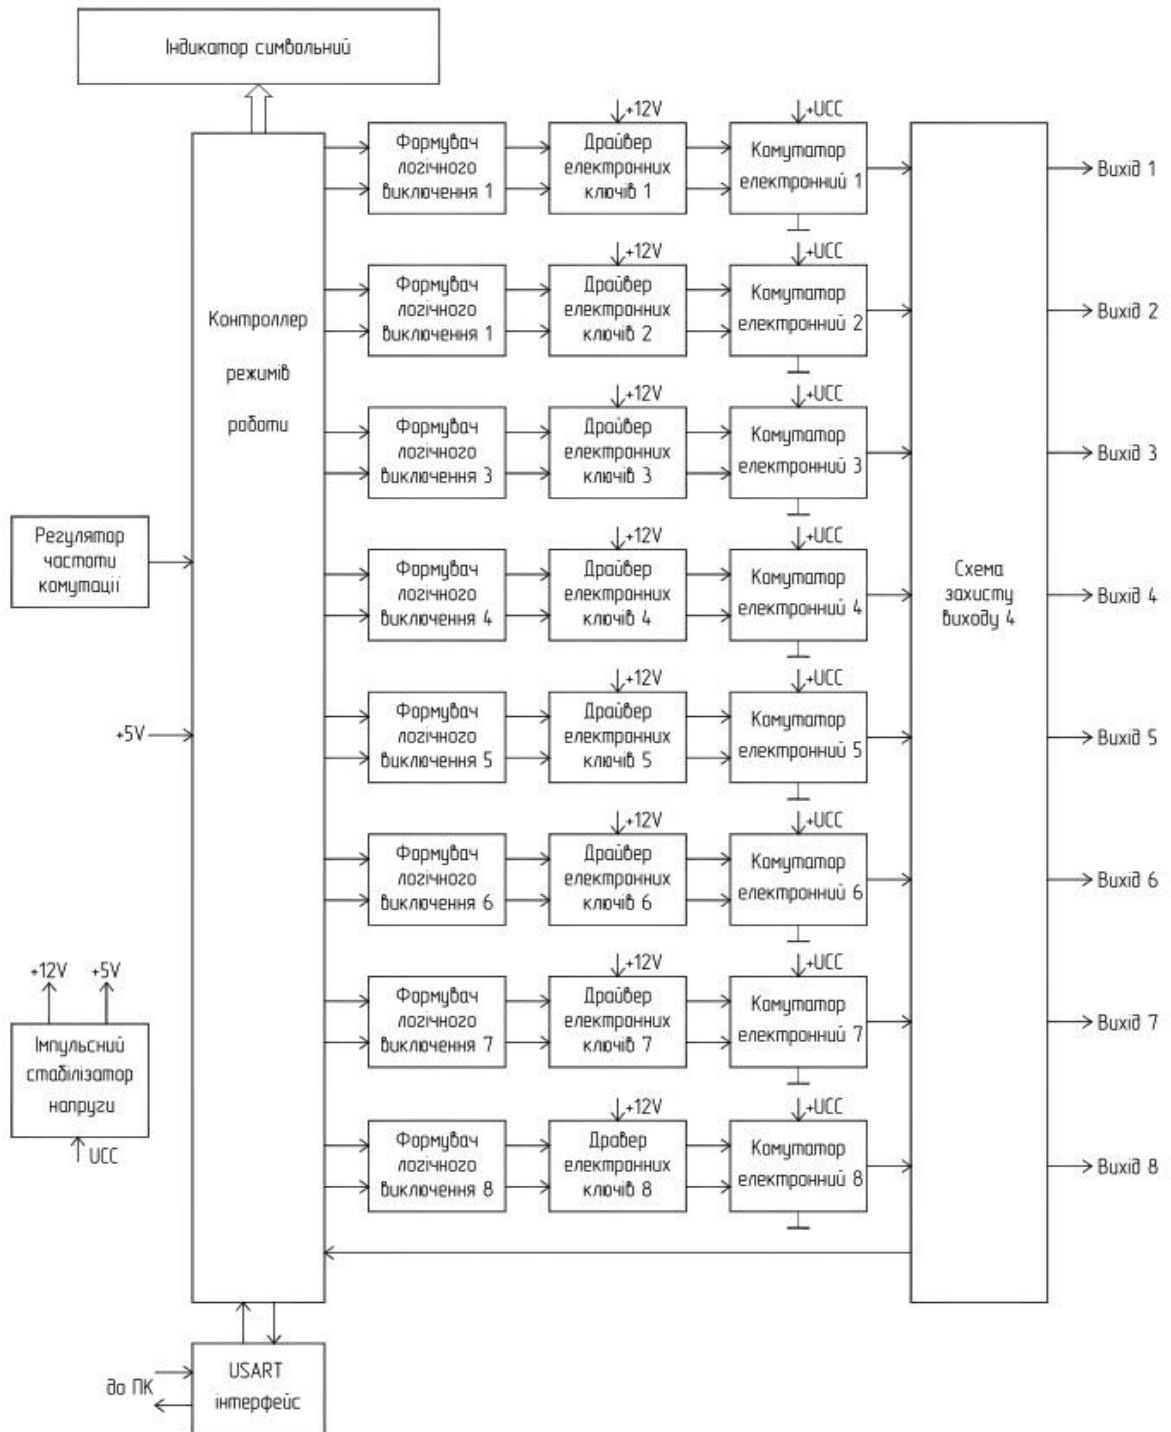 Індикатор символьний
+12V
+UCC
Формувач
логічного
виключення 1
Драйвер
електронних
ключів 1
Комутатор
електронний 1
Вихід 1
+12V
+UCC
Формувач
логічного
виключення 1
Драйвер
електронних
ключів 2
Комутатор
електронний 2
Вихід 2
Контроллер
режимів
работи
+12V
+UCC
Формувач
логічного
виключення 3
Драйвер
електронних
ключів 3
Комутатор
електронний 3
Вихід 3
Регулятор
частоти
комутації
+12V
+UCC
Формувач
логічного
виключення 4
Драйвер
електронних
ключів 4
Комутатор
електронний 4
Схема
захисту
виходу 4
Вихід 4
+5V
+12V
+UCC
Формувач
логічного
виключення 5
Драйвер
електронних
ключів 5
Комутатор
електронний 5
Вихід 5
+12V
+UCC
Формувач
логічного
виключення 6
Драйвер
електронних
ключів 6
Комутатор
електронний 6
Вихід 6
+12V +5V
Імпульсний
стабілізатор
напруги
UCC
+12V
+UCC
Формувач
логічного
виключення 7
Драйвер
електронних
ключів 7
Комутатор
електронний 7
Вихід 7
+12V
+UCC
Формувач
логічного
виключення 8
Дравер
електронних
ключів 8
Комутатор
електронний 8
Вихід 8
до ПК
USART
інтерфейс